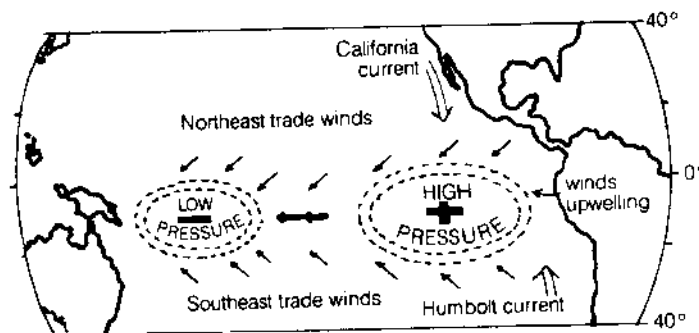 40°
California
current
Northeast trade winds
0°
LOW
PRESSURE
HIGH
PRESSURE
winds
upwelling
Southeast trade winds
Humbolt current
40°